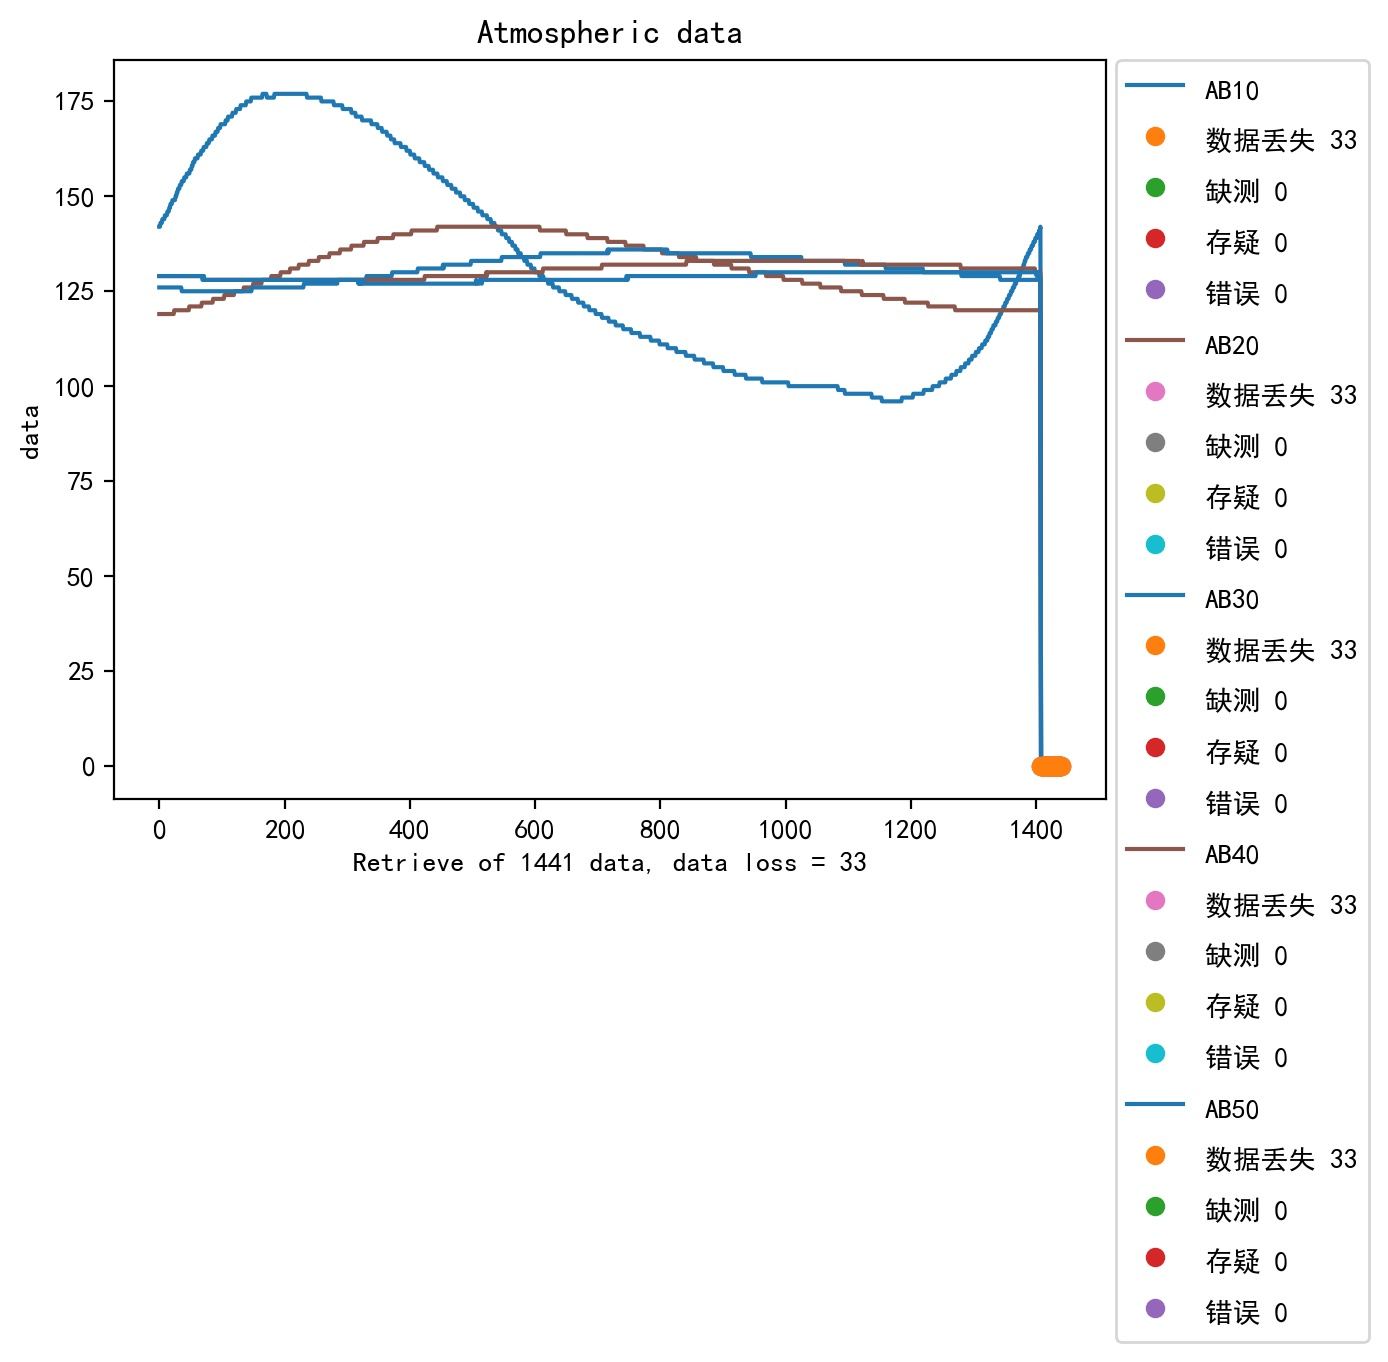 Atmospheric data
175
150
125
100
75
50
25
0
data
0 200 400 600 800 1000 1200 1400
Retrieve of 1441 data, data loss = 33
AB10
数据丢失 33
缺测 0
存疑 0
错误 0
AB20
数据丢失 33
缺测 0
存疑 0
错误 0
AB30
数据丢失 33
缺测 0
存疑 0
错误 0
AB40
数据丢失 33
缺测 0
存疑 0
错误 0
AB50
数据丢失 33
缺测 0
存疑 0
错误 0